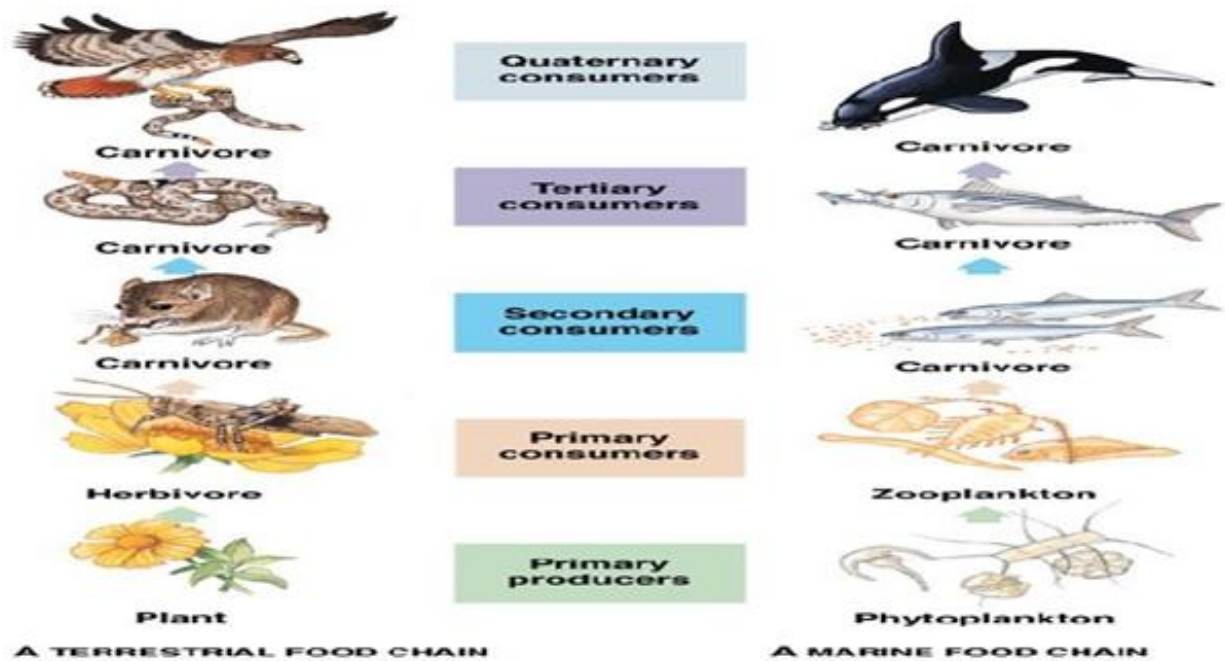 Quaternary
consumers
Carnivore
Carnivore
Tertiary
consumers
Carnivore
Carnivore
Secondary
consumers
Carnivore
Carnivore
Primary
consumers
Herbivore
Zooplankton
Primary
producers
Plant
Phytoplankton
A TERRESTRIAL FOOD CHAIN
A MARINE FOOD CHAIN